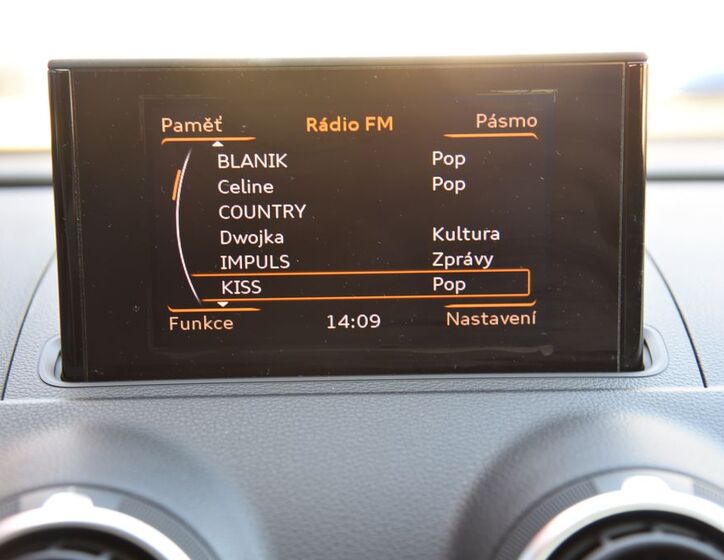 Paměť Rádio FM Pásmo
BLANIK Pop
Celine Pop
COUNTRY
Dwojka Kultura
IMPULS Zprávy
KISS Pop
Funkce 14:09 Nastavení